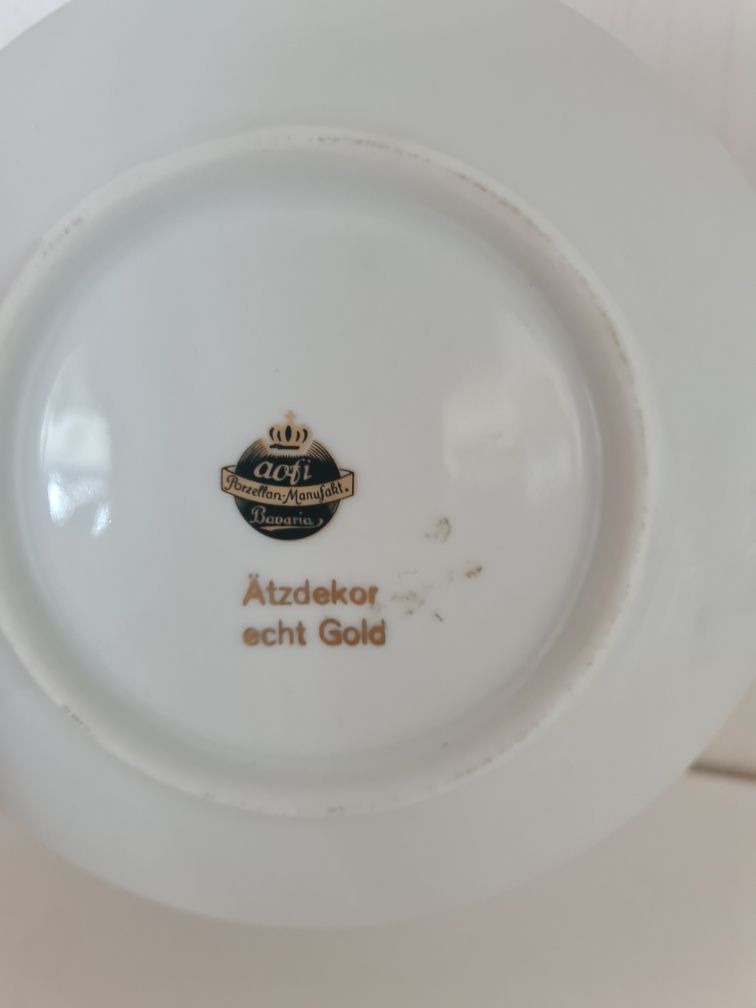 aofi
Porzellan-Manufakt.
Bavaria
Ätzdekor
echt Gold